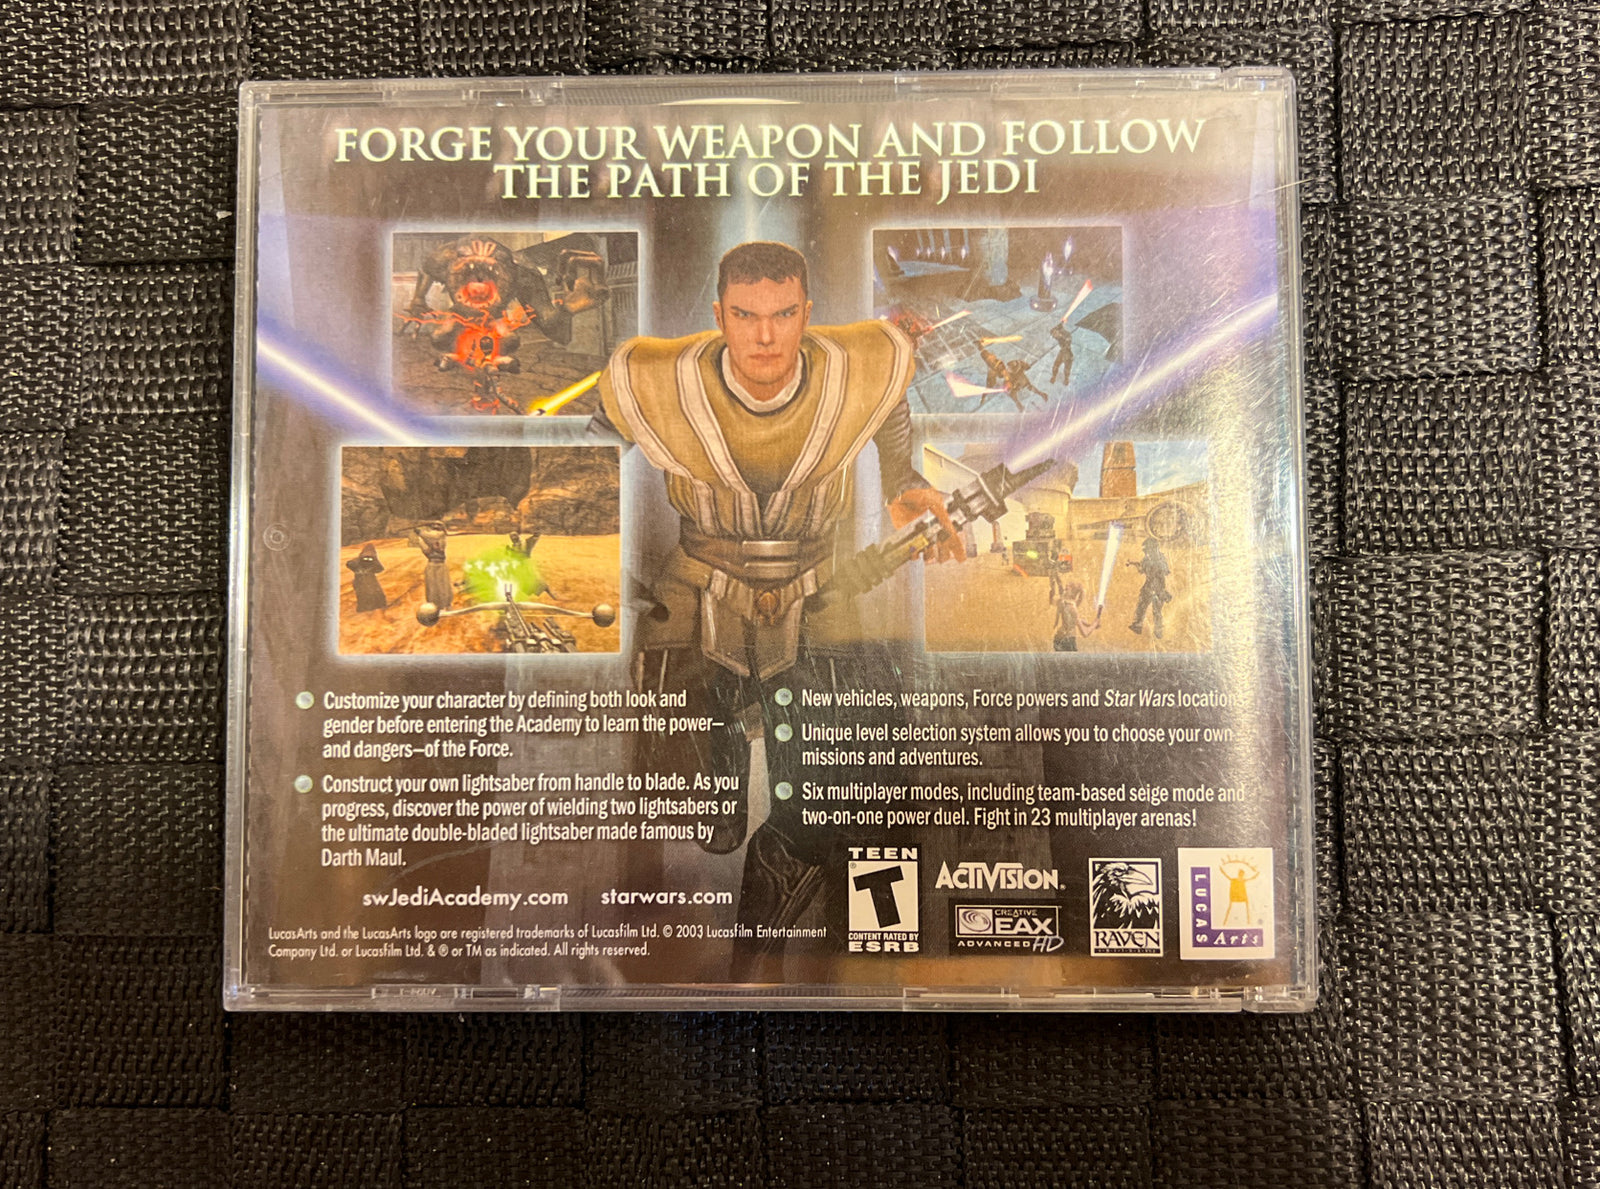 FORGE YOUR WEAPON AND FOLLOW
THE PATH OF THE JEDI
Customize your character by defining both look and
gender before entering the Academy to learn the power—
and dangers—of the Force.
Construct your own lightsaber from handle to blade. As you
progress, discover the power of wielding two lightsabers or
the ultimate double-bladed lightsaber made famous by
Darth Maul.
New vehicles, weapons, Force powers and Star Wars locations
Unique level selection system allows you to choose your own
missions and adventures.
Six multiplayer modes, including team-based seige mode and
two-on-one power duel. Fight in 23 multiplayer arenas!
swJediAcademy.com starwars.com
LucasArts and the LucasArts logo are registered trademarks of Lucasfilm Ltd. © 2003 Lucasfilm Entertainment
Company Ltd. or Lucasfilm Ltd. & ® or TM as indicated. All rights reserved.
TEEN
T
®
CONTENT RATED BY
ESRB
ACTIVISION®
CREATIVE
EAX
ADVANCED HD
RAVEN
LUCAS
Arts
®